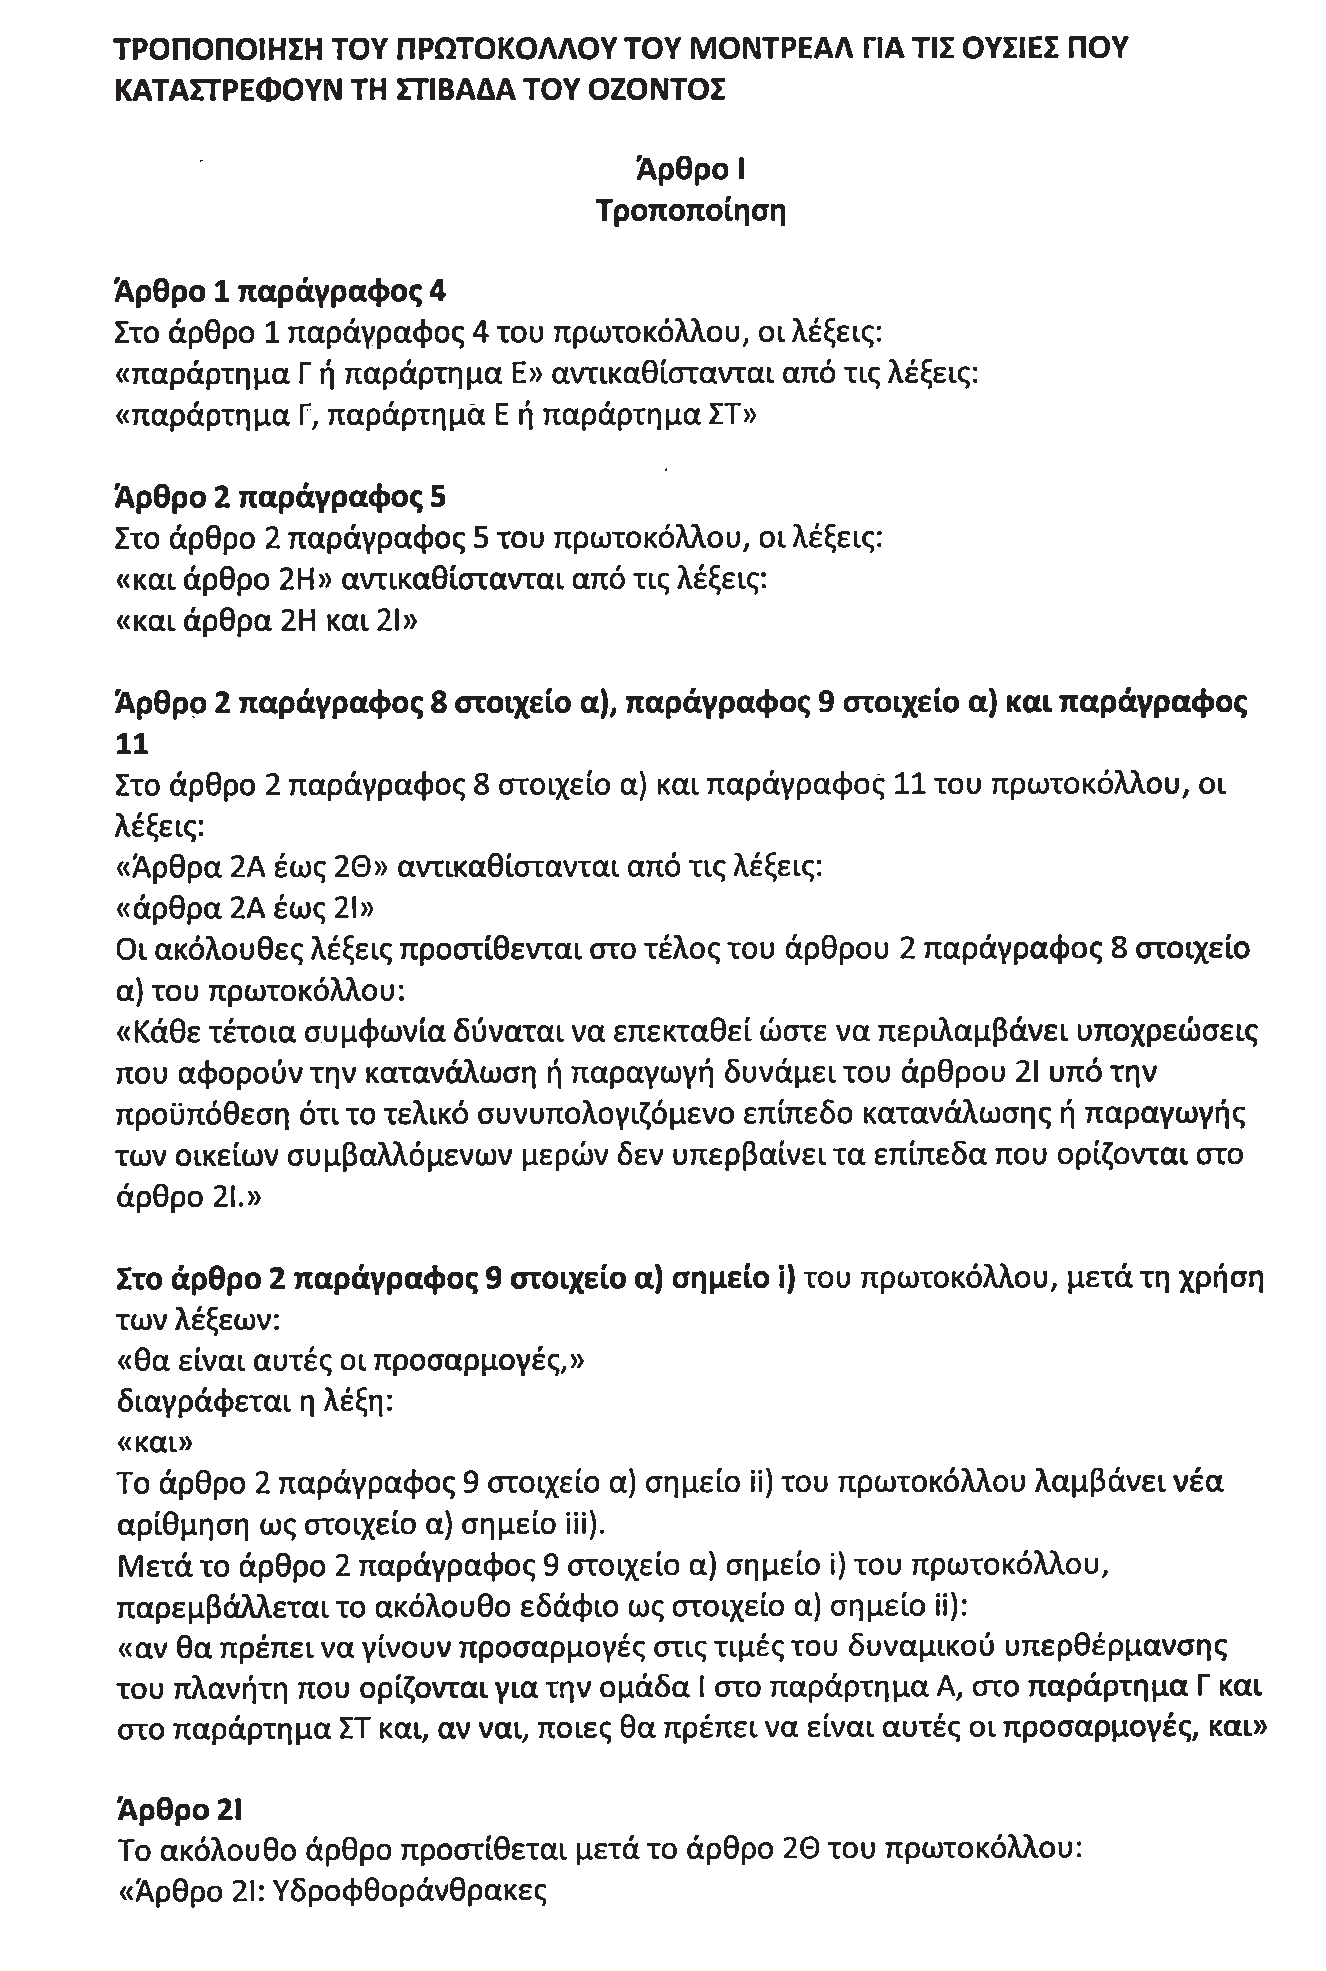 ΤΡΟΠΟΠΟΙΗΣΗ ΤΟΥ ΠΡΩΤΟΚΟΛΛΟΥ ΤΟΥ ΜΟΝΤΡΕΑΛ ΓΙΑ ΤΙΣ ΟΥΣΙΕΣ ΠΟΥ
ΚΑΤΑΣΤΡΕΦΟΥΝ ΤΗ ΣΤΙΒΑΔΑ ΤΟΥ ΟΖΟΝΤΟΣ
Άρθρο Ι
Τροποποίηση
Άρθρο 1 παράγραφος 4
Στο άρθρο 1 παράγραφος 4 του πρωτοκόλλου, οι λέξεις:
«παράρτημα Γ ή παράρτημα Ε» αντικαθίστανται από τις λέξεις:
«παράρτημα Γ, παράρτημα Ε ή παράρτημα ΣΤ»
Άρθρο 2 παράγραφος 5
Στο άρθρο 2 παράγραφος 5 του πρωτοκόλλου, οι λέξεις:
«και άρθρο 2Η» αντικαθίστανται από τις λέξεις:
«και άρθρα 2Η και 2Ι»
Άρθρο 2 παράγραφος 8 στοιχείο α), παράγραφος 9 στοιχείο α) και παράγραφος
11
Στο άρθρο 2 παράγραφος 8 στοιχείο α) και παράγραφος 11 του πρωτοκόλλου, οι
λέξεις:
«Άρθρα 2Α έως 2Θ» αντικαθίστανται από τις λέξεις:
«άρθρα 2Α έως 2Ι»
Οι ακόλουθες λέξεις προστίθενται στο τέλος του άρθρου 2 παράγραφος 8 στοιχείο
α) του πρωτοκόλλου:
«Κάθε τέτοια συμφωνία δύναται να επεκταθεί ώστε να περιλαμβάνει υποχρεώσεις
που αφορούν την κατανάλωση ή παραγωγή δυνάμει του άρθρου 2Ι υπό την
προϋπόθεση ότι το τελικό συνυπολογιζόμενο επίπεδο κατανάλωσης ή παραγωγής
των οικείων συμβαλλόμενων μερών δεν υπερβαίνει τα επίπεδα που ορίζονται στο
άρθρο 2Ι.»
Στο άρθρο 2 παράγραφος 9 στοιχείο α) σημείο i) του πρωτοκόλλου, μετά τη χρήση
των λέξεων:
«θα είναι αυτές οι προσαρμογές,»
διαγράφεται η λέξη:
«και»
Το άρθρο 2 παράγραφος 9 στοιχείο α) σημείο ii) του πρωτοκόλλου λαμβάνει νέα
αρίθμηση ως στοιχείο α) σημείο iii).
Μετά το άρθρο 2 παράγραφος 9 στοιχείο α) σημείο i) του πρωτοκόλλου,
παρεμβάλλεται το ακόλουθο εδάφιο ως στοιχείο α) σημείο ii):
«αν θα πρέπει να γίνουν προσαρμογές στις τιμές του δυναμικού υπερθέρμανσης
του πλανήτη που ορίζονται για την ομάδα Ι στο παράρτημα Α, στο παράρτημα Γ και
στο παράρτημα ΣΤ και, αν ναι, ποιες θα πρέπει να είναι αυτές οι προσαρμογές, και»
Άρθρο 2Ι
Το ακόλουθο άρθρο προστίθεται μετά το άρθρο 2Θ του πρωτοκόλλου:
«Άρθρο 2Ι: Υδροφθοράνθρακες